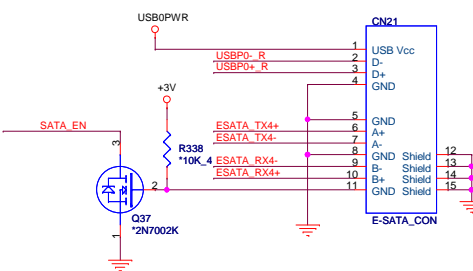 USB0PWR
CN21
1 USB Vcc
USBP0-_R 2 D-
USBP0+_R 3 D+
4 GND
+3V
5 GND
SATA_EN
ESATA_TX4+ 6 A+
ESATA_TX4- 7 A-
3
R338
*10K_4
8 GND Shield 12
ESATA_RX4- 9 B- Shield 13
ESATA_RX4+ 10 B+ Shield 14
2 11 GND Shield 15
Q37
*2N7002K
1
E-SATA_CON